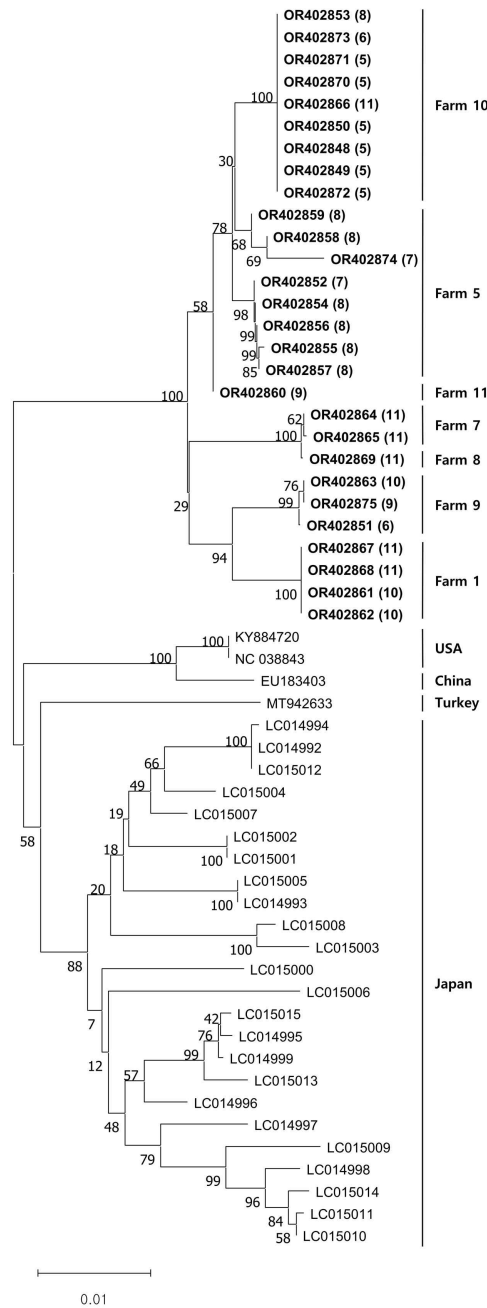 OR402853 (8)
OR402873 (6)
OR402871 (5)
OR402870 (5)
100
OR402866 (11)
Farm 10
OR402850 (5)
OR402848 (5)
30
OR402849 (5)
OR402872 (5)
OR402859 (8)
78
68
OR402858 (8)
69
OR402874 (7)
OR402852 (7)
Farm 5
58
98
OR402854 (8)
99
OR402856 (8)
99
OR402855 (8)
85
OR402857 (8)
100
OR402860 (9)
Farm 11
62
OR402864 (11)
Farm 7
100
OR402865 (11)
OR402869 (11)
Farm 8
76
OR402863 (10)
29
99
OR402875 (9)
Farm 9
OR402851 (6)
94
OR402867 (11)
OR402868 (11)
Farm 1
100
OR402861 (10)
OR402862 (10)
100
KY884720
USA
100
NC 038843
EU183403
China
MT942633
Turkey
LC014994
100
LC014992
66
LC015012
49
LC015004
19
LC015007
58
LC015002
18
100
LC015001
LC015005
20
100
LC014993
LC015008
100
LC015003
88
LC015000
Japan
7
LC015006
42
LC015015
76
LC014995
12
99
LC014999
57
LC015013
LC014996
48
LC014997
79
LC015009
99
LC014998
96
LC015014
84
LC015011
58
LC015010
0.01